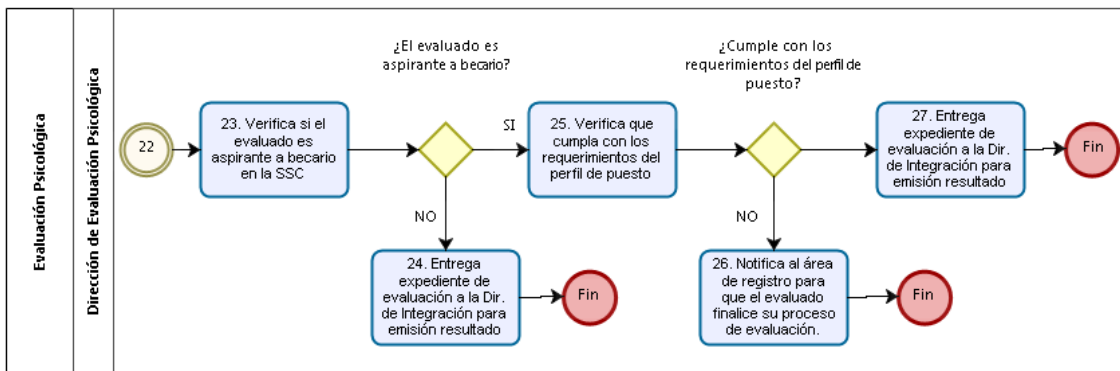 Evaluación Psicológica
Dirección de Evaluación Psicológica
¿El evaluado es
aspirante a becario?
¿Cumple con los
requerimientos del perfil de
puesto?
22
23. Verifica si el
evaluado es
aspirante a becario
en la SSC
SI
25. Verifica que
cumpla con los
requerimientos del
perfil de puesto
27. Entrega
expediente de
evaluación a la Dir.
de Integración para
emisión resultado
Fin
NO
NO
24. Entrega
expediente de
evaluación a la Dir.
de Integración para
emisión resultado
Fin
26. Notifica al área
de registro para
que el evaluado
finalice su proceso
de evaluación.
Fin